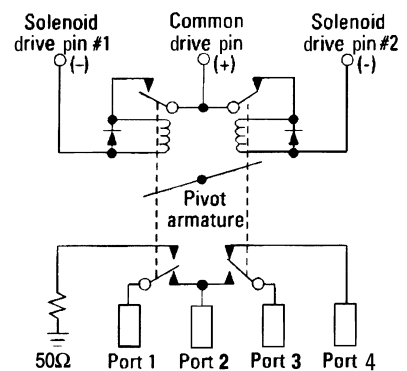 Solenoid
drive pin #1
(-)
Common
drive pin
(+)
Solenoid
drive pin #2
(-)
Pivot
armature
50Ω
Port 1
Port 2
Port 3
Port 4